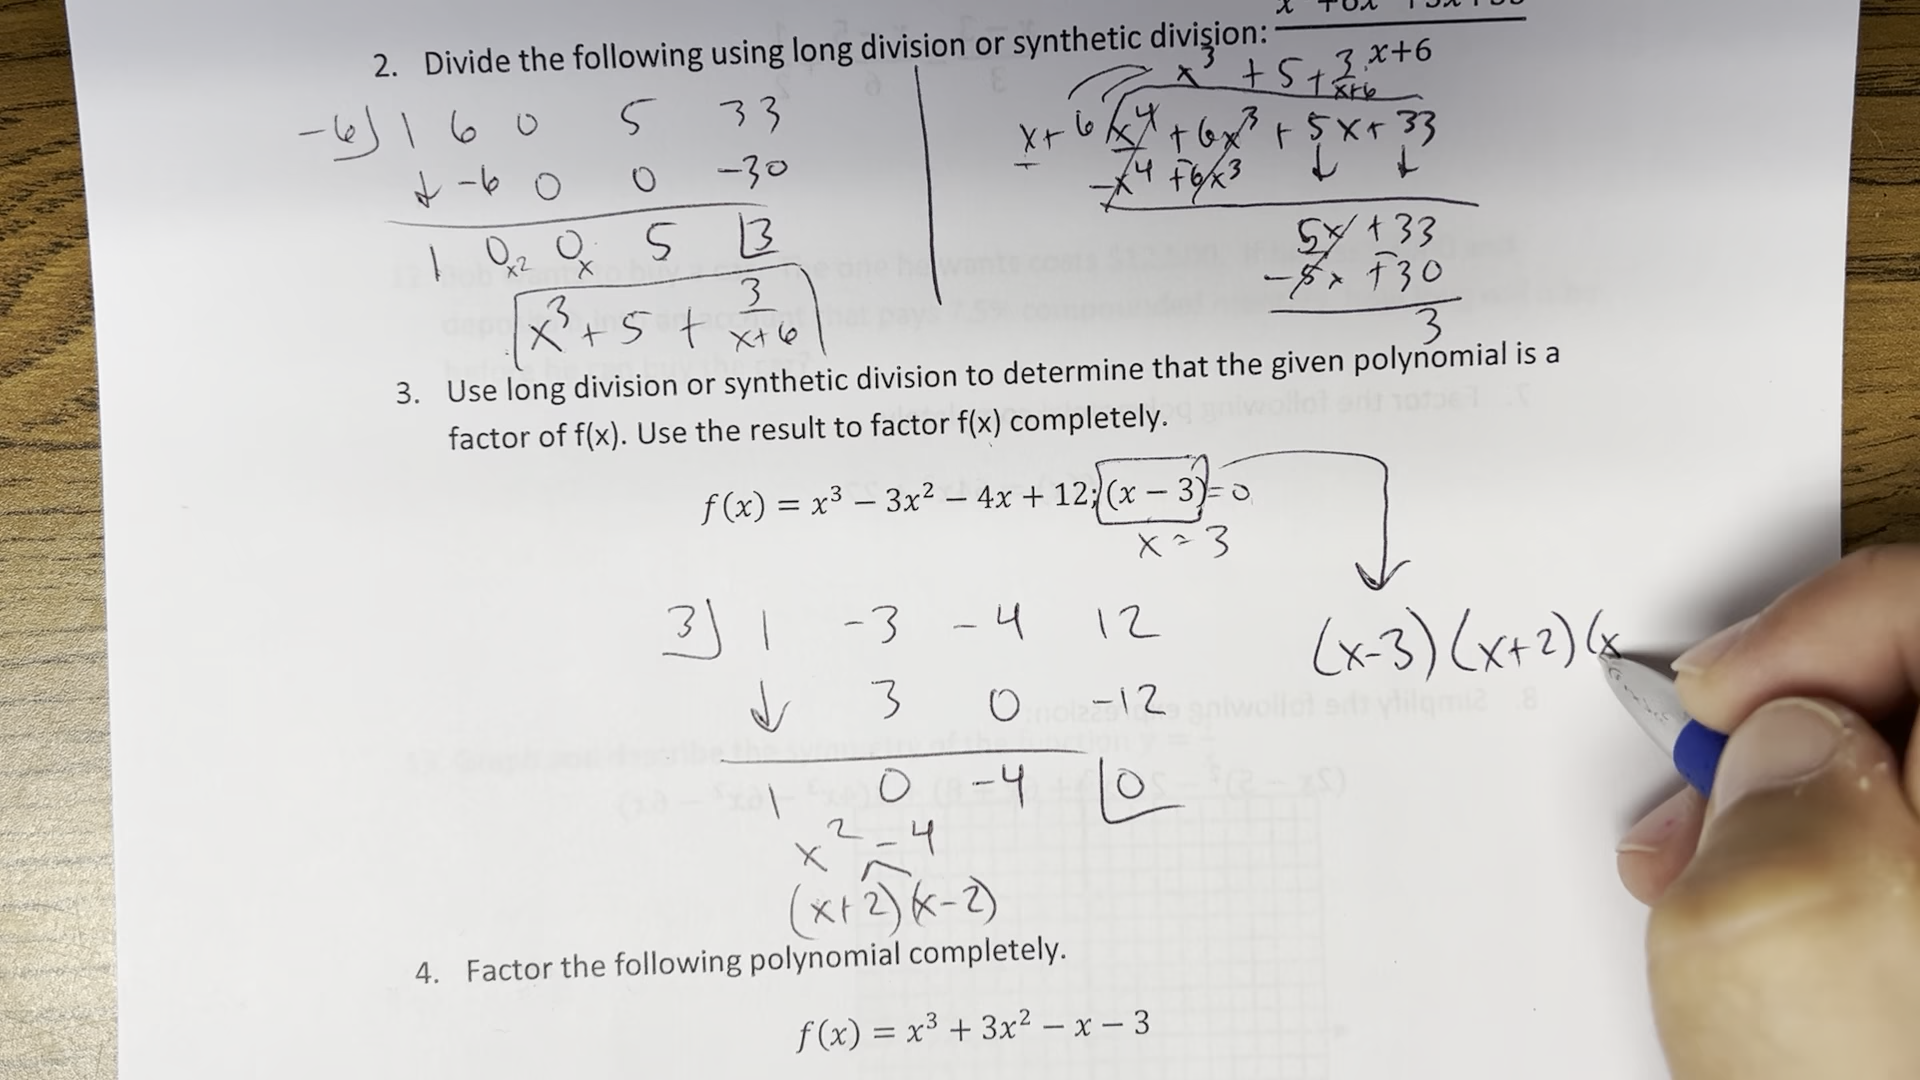 2. Divide the following using long division or synthetic division:
x+6
-6) 1 6 0 5 33
↓ -6 0 0 -30
1 0x2 0x 5 3
x³ + 5 + 3
x+6
x³ + 5 + 3
x+6
x+6 x⁴ + 6x³ + 5x + 33
-x⁴ + 6x³ ↓ ↓
5x + 33
-5x + 30
3
3. Use long division or synthetic division to determine that the given polynomial is a
factor of f(x). Use the result to factor f(x) completely.
f(x) = x³ − 3x² − 4x + 12; (x − 3) = 0
x = 3
3) 1 -3 -4 12
↓ 3 0 -12
1 0 -4 0
x² - 4
(x+2)(x-2)
(x-3)(x+2)(x
4. Factor the following polynomial completely.
f(x) = x³ + 3x² − x − 3